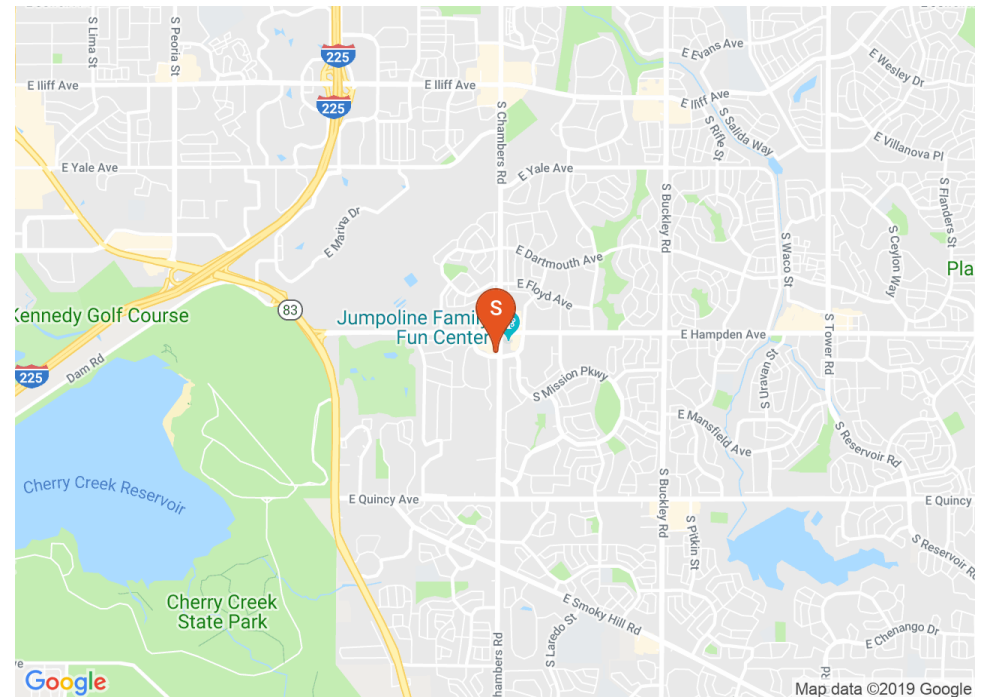 S Lima St
S Peoria St
225
E Iliff Ave
225
E Iliff Ave
E Evans Ave
E Wesley Dr
E Iliff Ave
S Rifle St
S Salida Way
E Villanova Pl
S Chambers Rd
E Yale Ave
E Yale Ave
S Buckley Rd
S Flanders St
S Ceylon Way
S Waco St
E Marina Dr
E Dartmouth Ave
E Floyd Ave
Pla
83
Kennedy Golf Course
S
Jumpoline Family
Fun Center
E Hampden Ave
S Tower Rd
225
Dam Rd
S Mission Pkwy
S Uravan St
E Mansfield Ave
S Reservoir Rd
Cherry Creek Reservoir
E Quincy Ave
S Buckley Rd
E Quincy
S Pitkin St
S Reservoir Rd
Cherry Creek
State Park
E Smoky Hill Rd
S Laredo St
E Chenango Dr
hambers Rd
Rd
ve
Google
Map data ©2019 Google